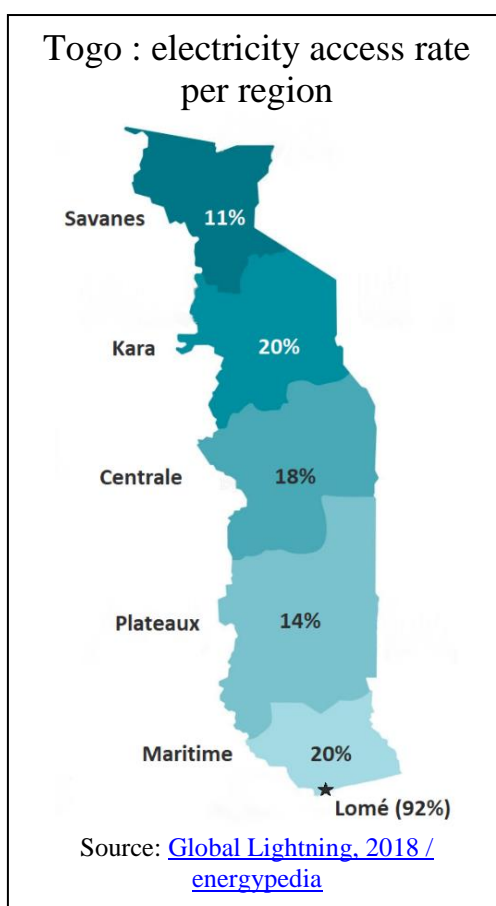 Togo : electricity access rate
per region
Savanes
11%
Kara
20%
Centrale
18%
Plateaux
14%
Maritime
20%
Lomé (92%)
Source: Global Lightning, 2018 /
energypedia